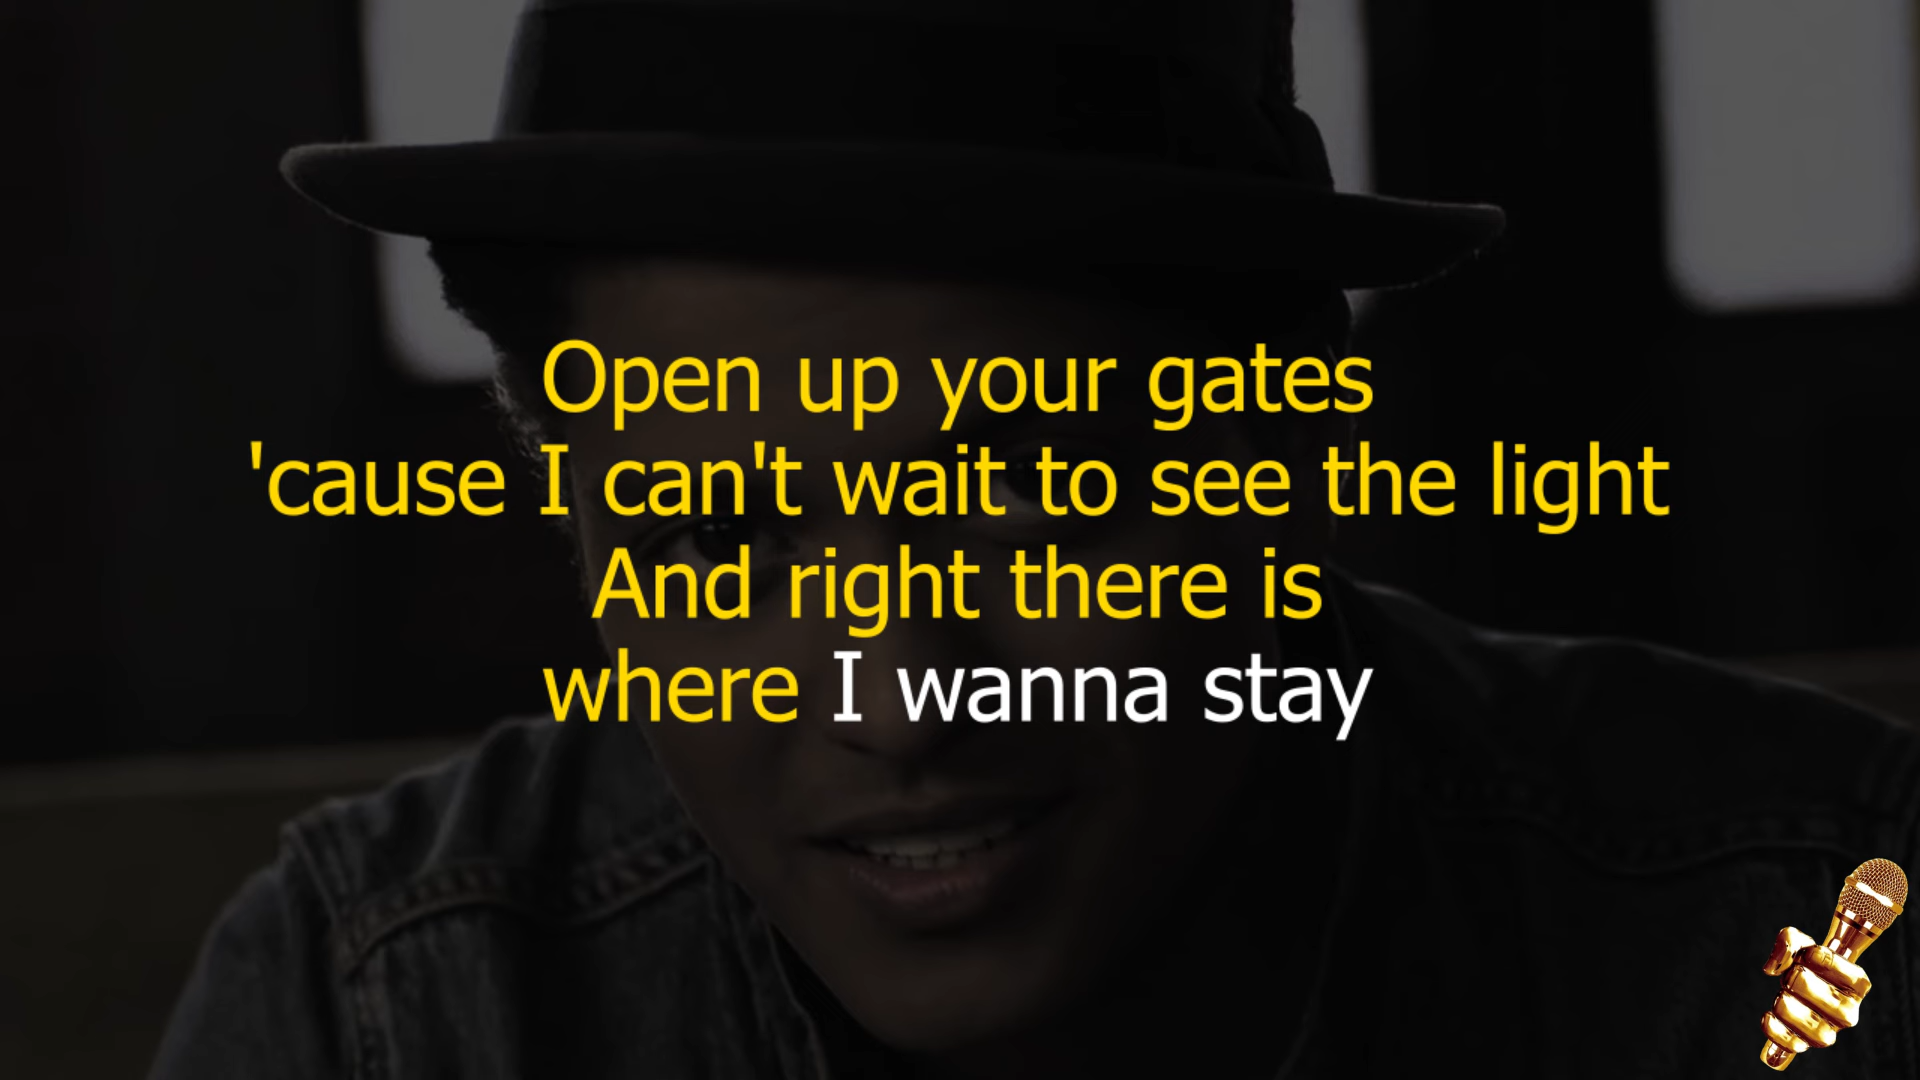 Open up your gates
'cause I can't wait to see the light
And right there is
where I wanna stay